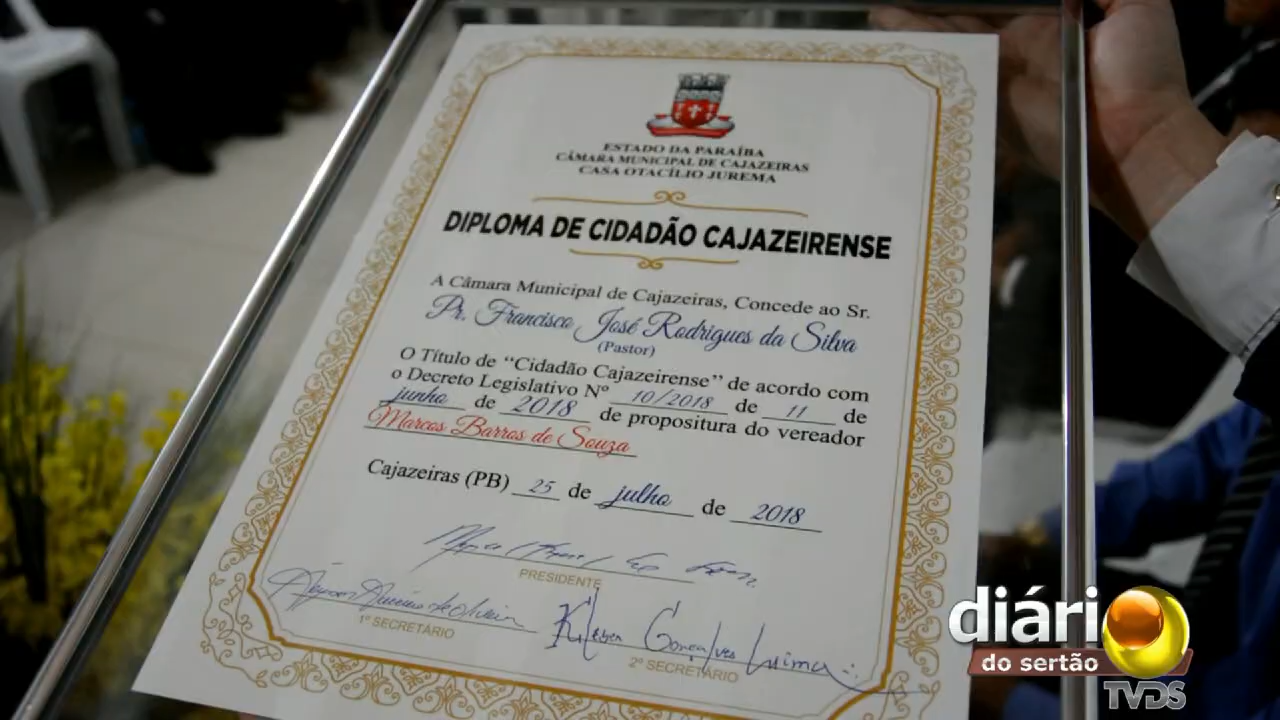 ESTADO DA PARAÍBA
CÂMARA MUNICIPAL DE CAJAZEIRAS
CASA OTACÍLIO JUREMA
DIPLOMA DE CIDADÃO CAJAZEIRENSE
A Câmara Municipal de Cajazeiras, Concede ao Sr.
Pr. Francisco José Rodrigues da Silva
(Pastor)
O Título de “Cidadão Cajazeirense” de acordo com
o Decreto Legislativo Nº 10/2018 de 11 de
junho de 2018 de propositura do vereador
Marcos Barros de Souza
Cajazeiras (PB) 25 de julho de 2018
PRESIDENTE
1º SECRETÁRIO
Kleber Gonçalves Lima
2º SECRETÁRIO
diário
do sertão
TVDS